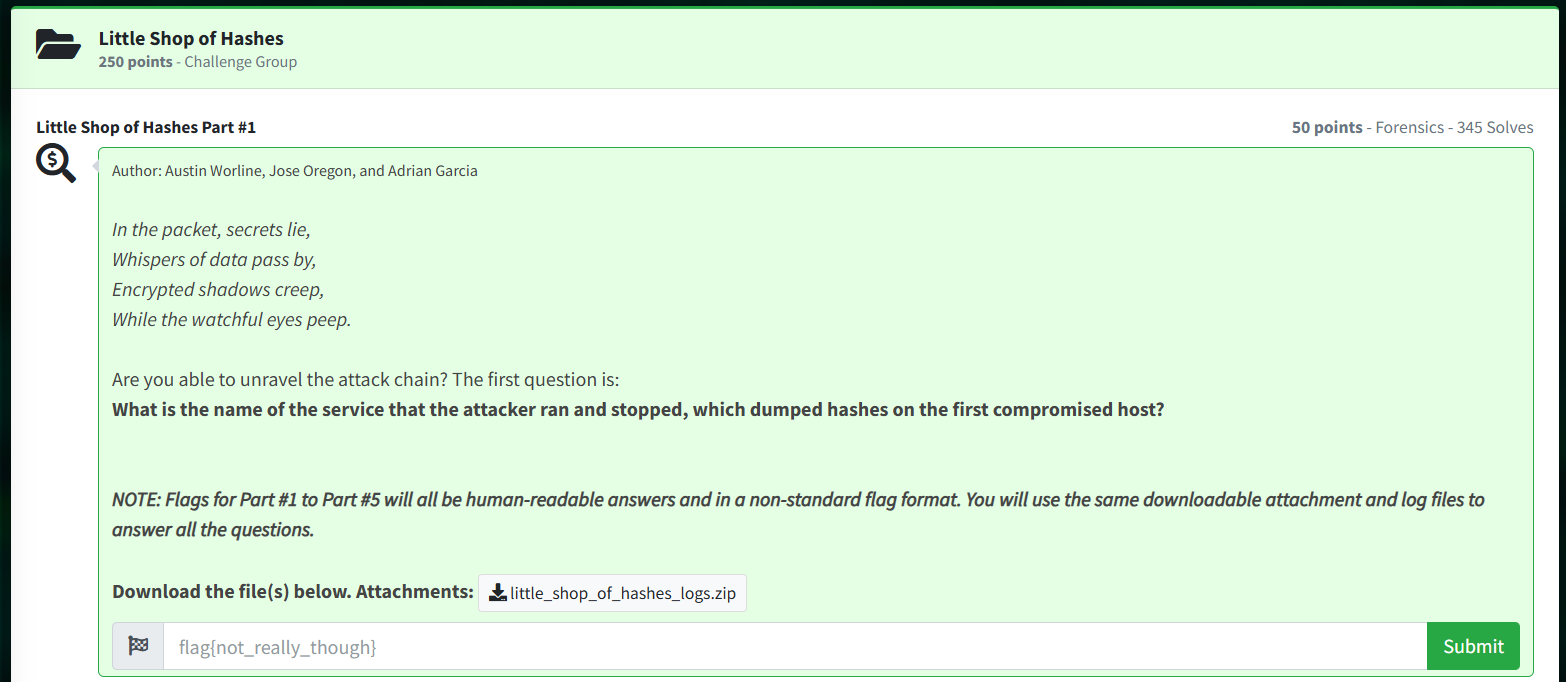 Little Shop of Hashes
250 points - Challenge Group
Little Shop of Hashes Part #1
50 points - Forensics - 345 Solves
Author: Austin Worline, Jose Oregon, and Adrian Garcia
In the packet, secrets lie,
Whispers of data pass by,
Encrypted shadows creep,
While the watchful eyes peep.
Are you able to unravel the attack chain? The first question is:
What is the name of the service that the attacker ran and stopped, which dumped hashes on the first compromised host?
NOTE: Flags for Part #1 to Part #5 will all be human-readable answers and in a non-standard flag format. You will use the same downloadable attachment and log files to
answer all the questions.
Download the file(s) below. Attachments: little_shop_of_hashes_logs.zip
flag{not_really_though}
Submit